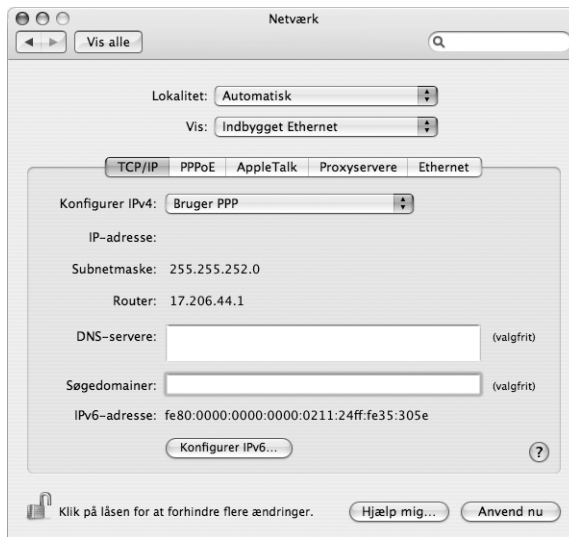 Netværk
Vis alle
Lokalitet: Automatisk
Vis: Indbygget Ethernet
TCP/IP PPPoE AppleTalk Proxyservere Ethernet
Konfigurer IPv4: Bruger PPP
IP-adresse:
Subnetmaske: 255.255.252.0
Router: 17.206.44.1
DNS-servere: (valgfrit)
Søgedomainer: (valgfrit)
IPv6-adresse: fe80:0000:0000:0000:0211:24ff:fe35:305e
Konfigurer IPv6...
?
Klik på låsen for at forhindre flere ændringer. Hjælp mig... Anvend nu